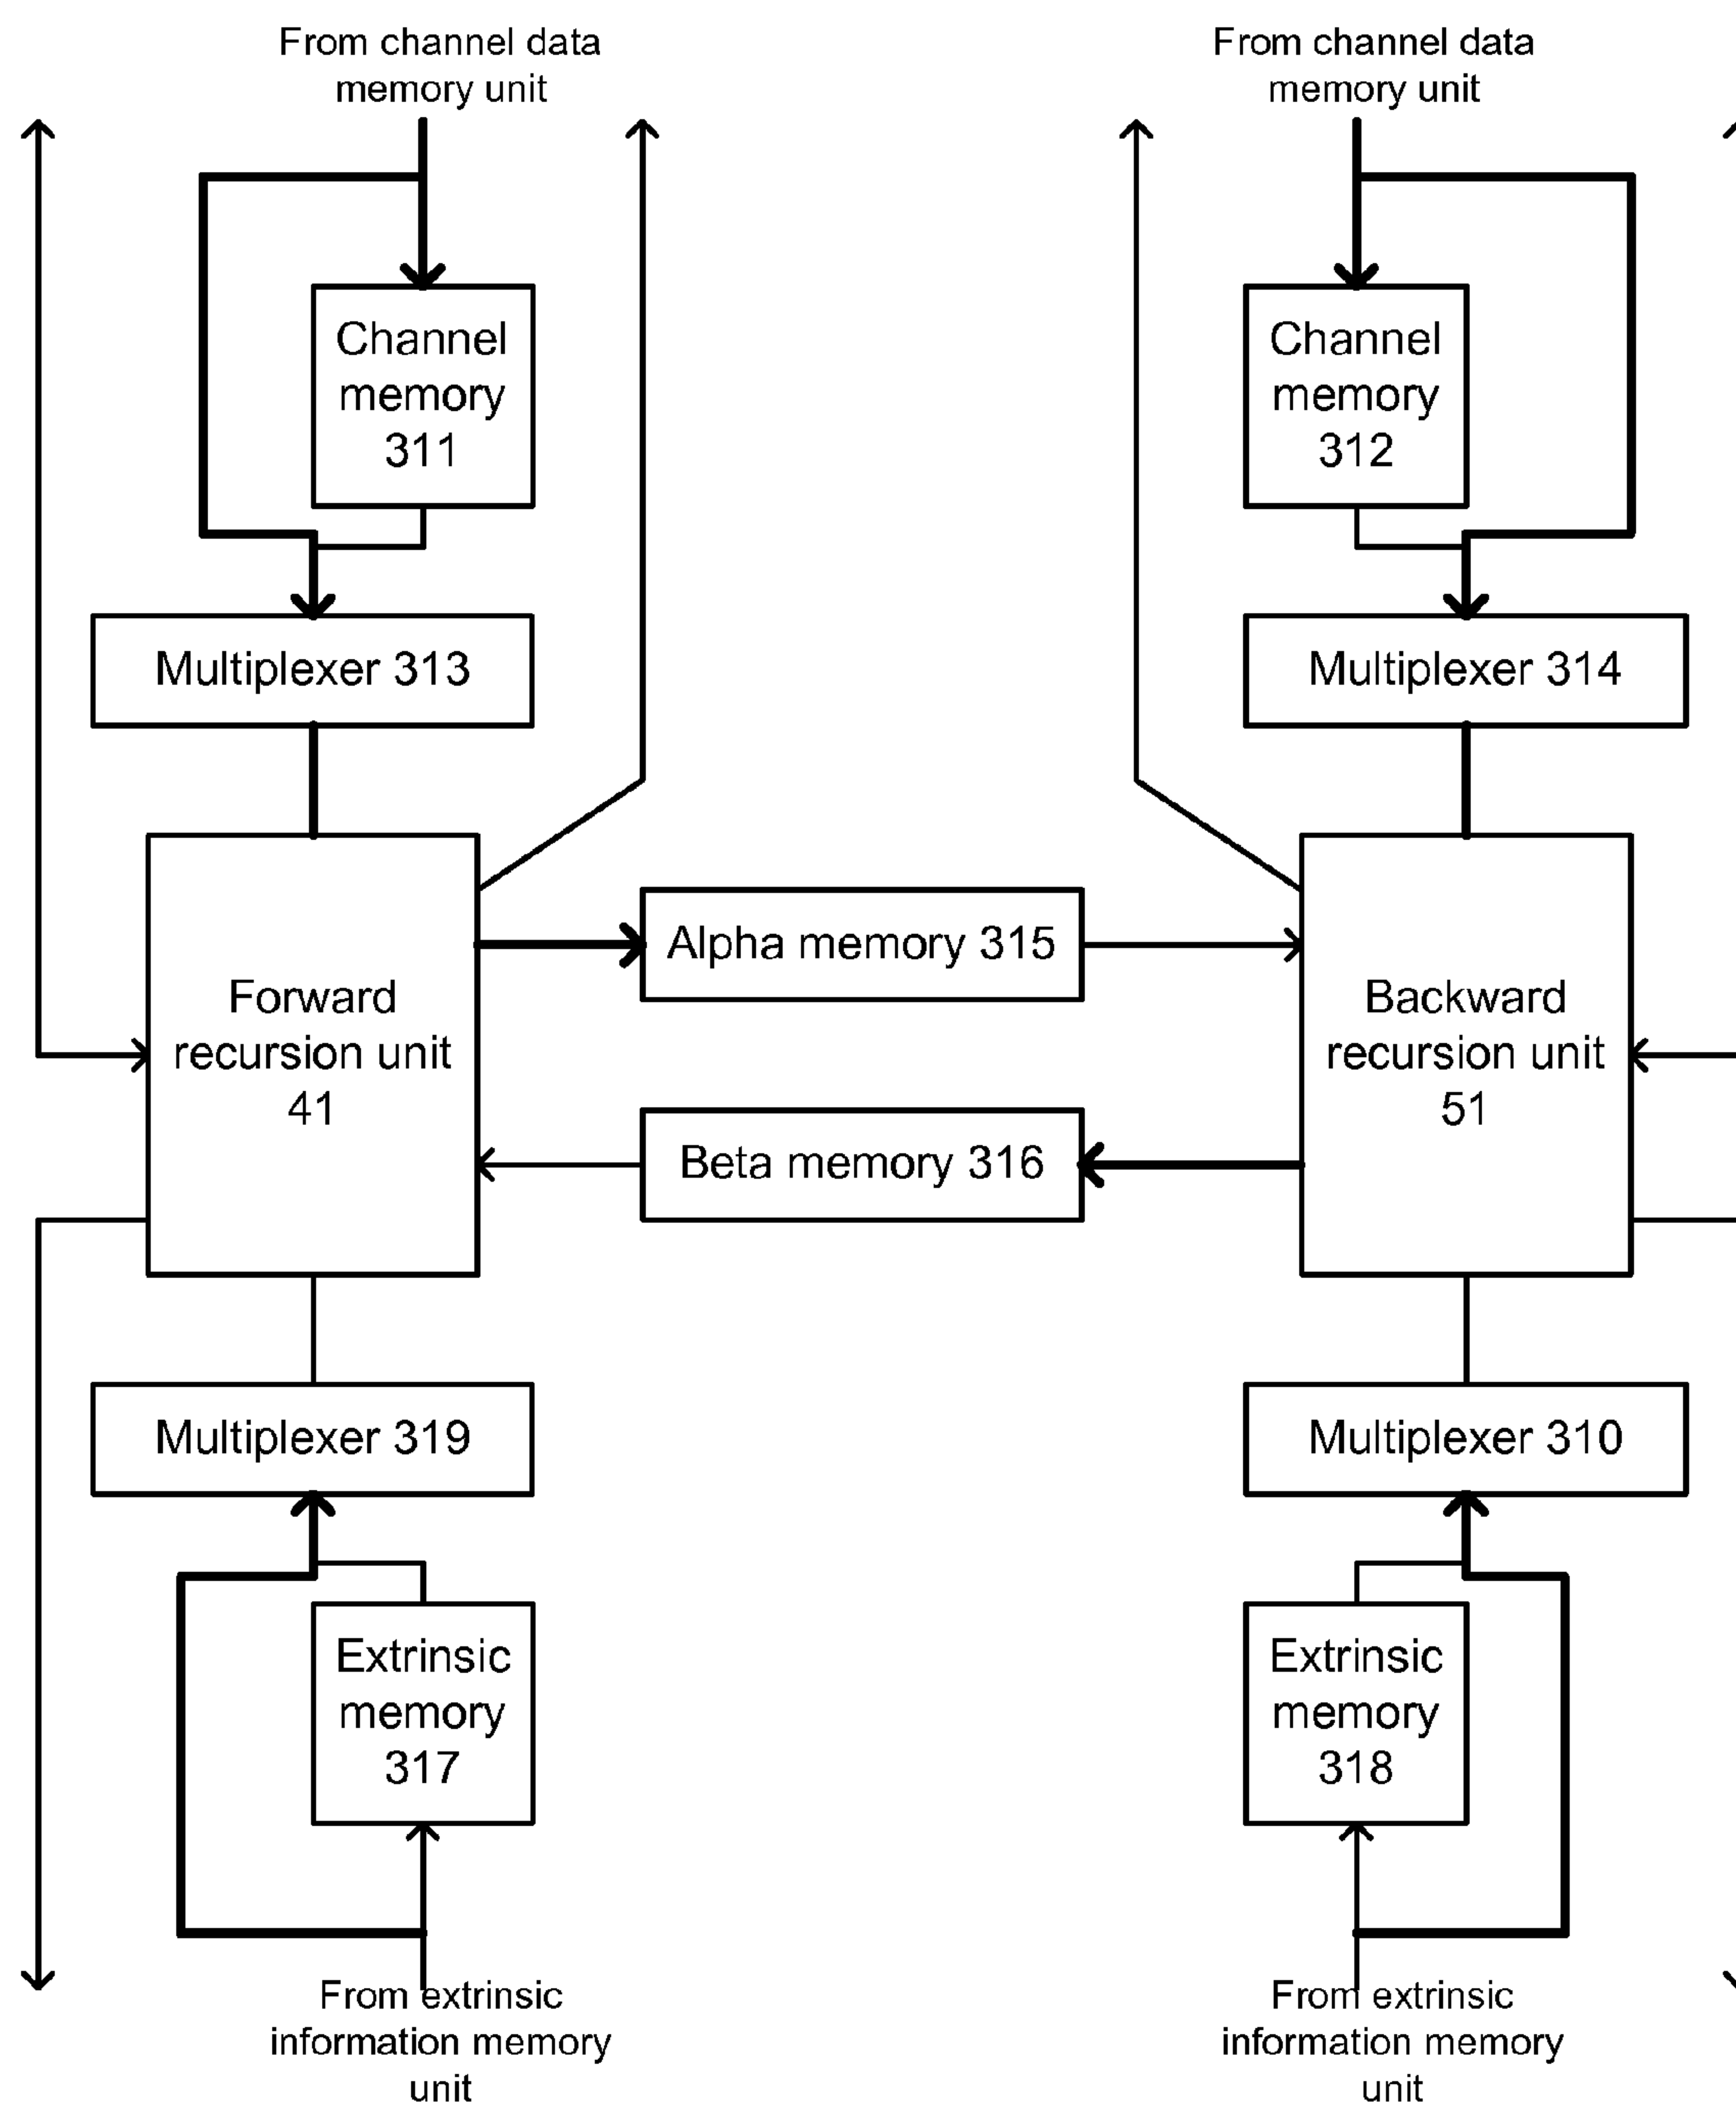 From channel data
memory unit
From channel data
memory unit
Channel
memory
311
Channel
memory
312
Multiplexer 313
Multiplexer 314
Forward
recursion unit
41
Alpha memory 315
Backward
recursion unit
51
Beta memory 316
Multiplexer 319
Multiplexer 310
Extrinsic
memory
317
Extrinsic
memory
318
From extrinsic
information memory
unit
From extrinsic
information memory
unit